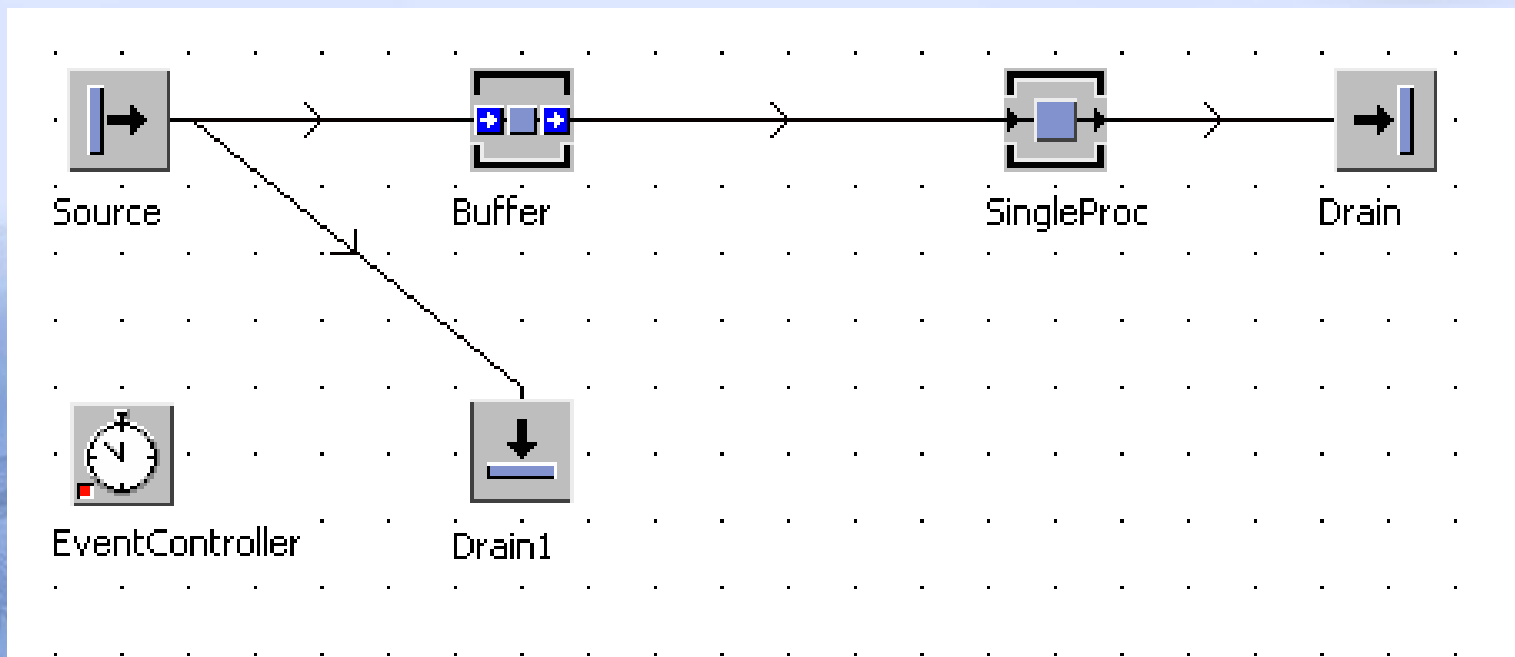 Source
Buffer
SingleProc
Drain
EventController
Drain1